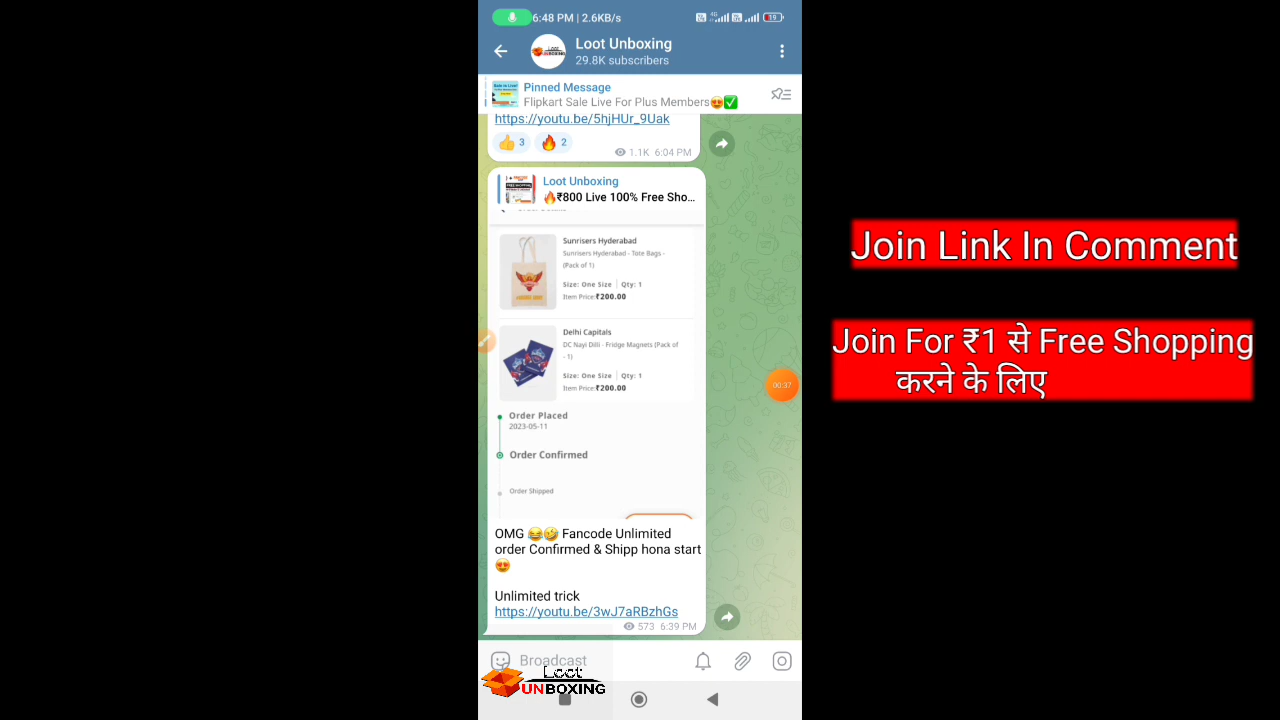 6:48 PM | 2.6KB/s
19
Loot Unboxing
29.8K subscribers
Pinned Message
Flipkart Sale Live For Plus Members😍✅
https://youtu.be/5hjHUr_9Uak
👍 3 🔥 2
1.1K 6:04 PM
Loot Unboxing
🔥₹800 Live 100% Free Sho...
Sunrisers Hyderabad
Sunrisers Hyderabad - Tote Bags -
(Pack of 1)
Size: One Size | Qty: 1
Item Price:₹200.00
Delhi Capitals
DC Nayi Dilli - Fridge Magnets (Pack of
- 1)
Size: One Size | Qty: 1
Item Price:₹200.00
Order Placed
2023-05-11
Order Confirmed
Order Shipped
OMG 😂🤣 Fancode Unlimited
order Confirmed & Shipp hona start
😍
Unlimited trick
https://youtu.be/3wJ7aRBzhGs
573 6:39 PM
Broadcast
Loot
UNBOXING
00:37
Join Link In Comment
Join For ₹1 से Free Shopping
करने के लिए